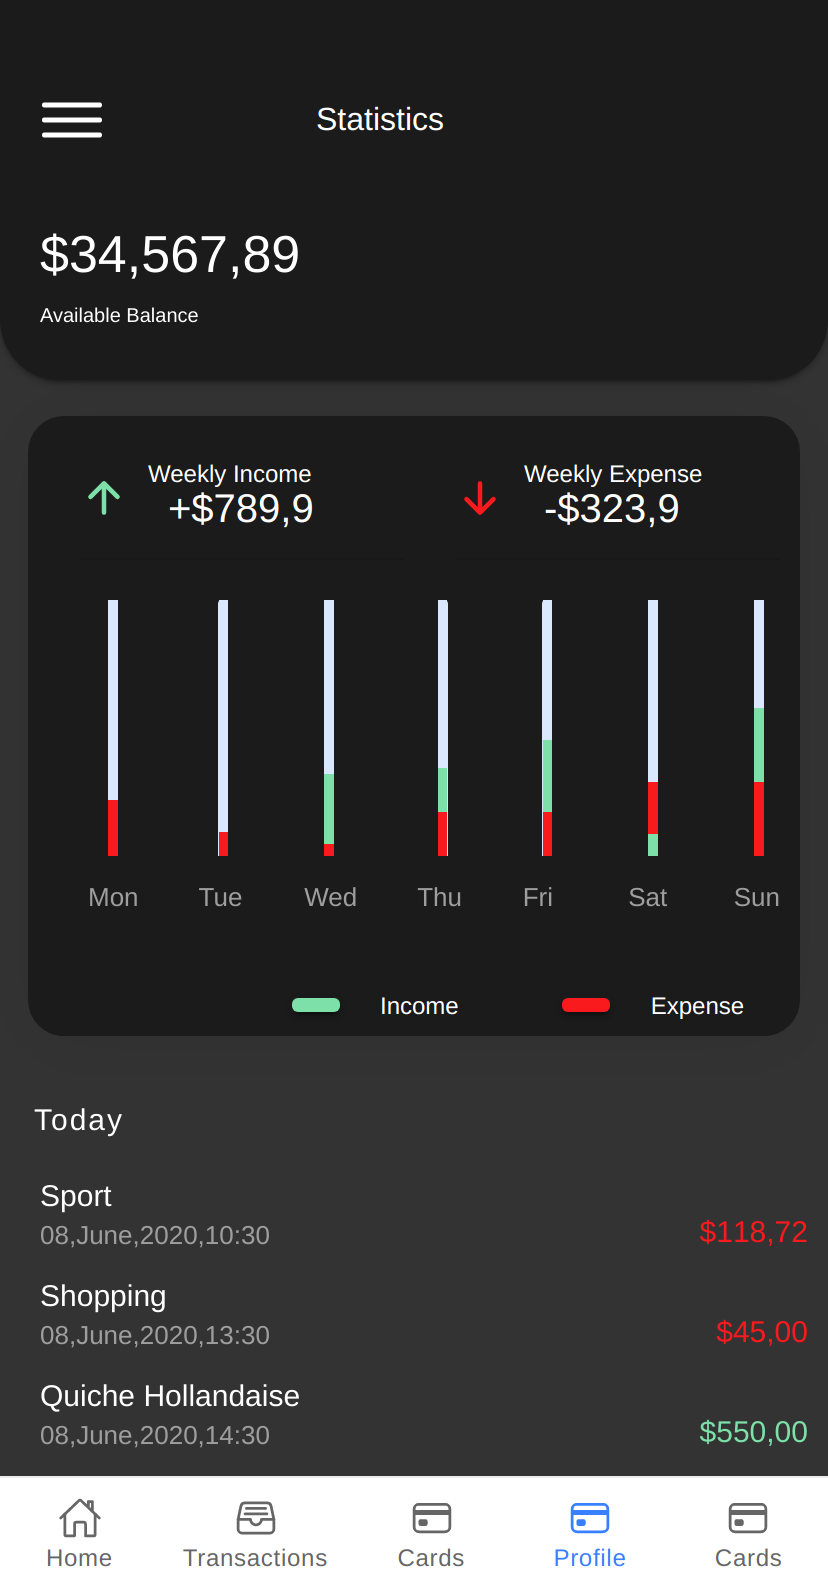 Statistics
$34,567,89
Available Balance
Weekly Income
+$789,9
Weekly Expense
-$323,9
Mon Tue Wed Thu Fri Sat Sun
Income Expense
Today
Sport
08,June,2020,10:30
$118,72
Shopping
08,June,2020,13:30
$45,00
Quiche Hollandaise
08,June,2020,14:30
$550,00
Home Transactions Cards Profile Cards